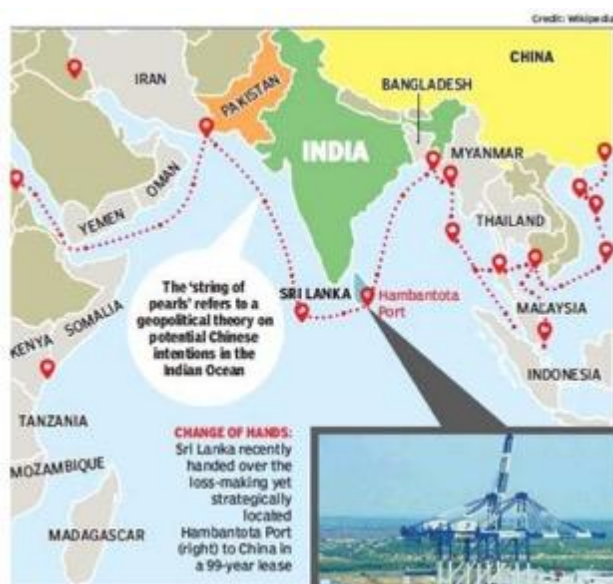 Credit: Wikipedia
CHINA
IRAN
PAKISTAN
BANGLADESH
INDIA
MYANMAR
OMAN
YEMEN
THAILAND
The 'string of
pearls' refers to a
geopolitical theory on
potential Chinese
intentions in the
Indian Ocean
SRI LANKA
Hambantota
Port
SOMALIA
KENYA
MALAYSIA
INDONESIA
TANZANIA
MOZAMBIQUE
MADAGASCAR
CHANGE OF HANDS:
Sri Lanka recently
handed over the
loss-making yet
strategically
located
Hambantota Port
(right) to China in
a 99-year lease